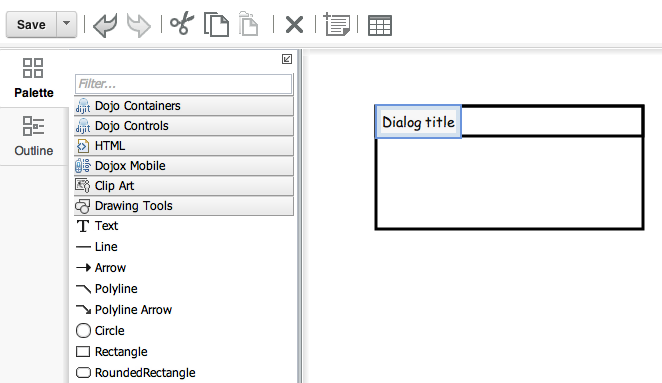 Save
Palette
Outline
Filter...
dijit Dojo Containers
dijit Dojo Controls
HTML
Dojox Mobile
Clip Art
Drawing Tools
T Text
Line
Arrow
Polyline
Polyline Arrow
Circle
Rectangle
RoundedRectangle
Dialog title